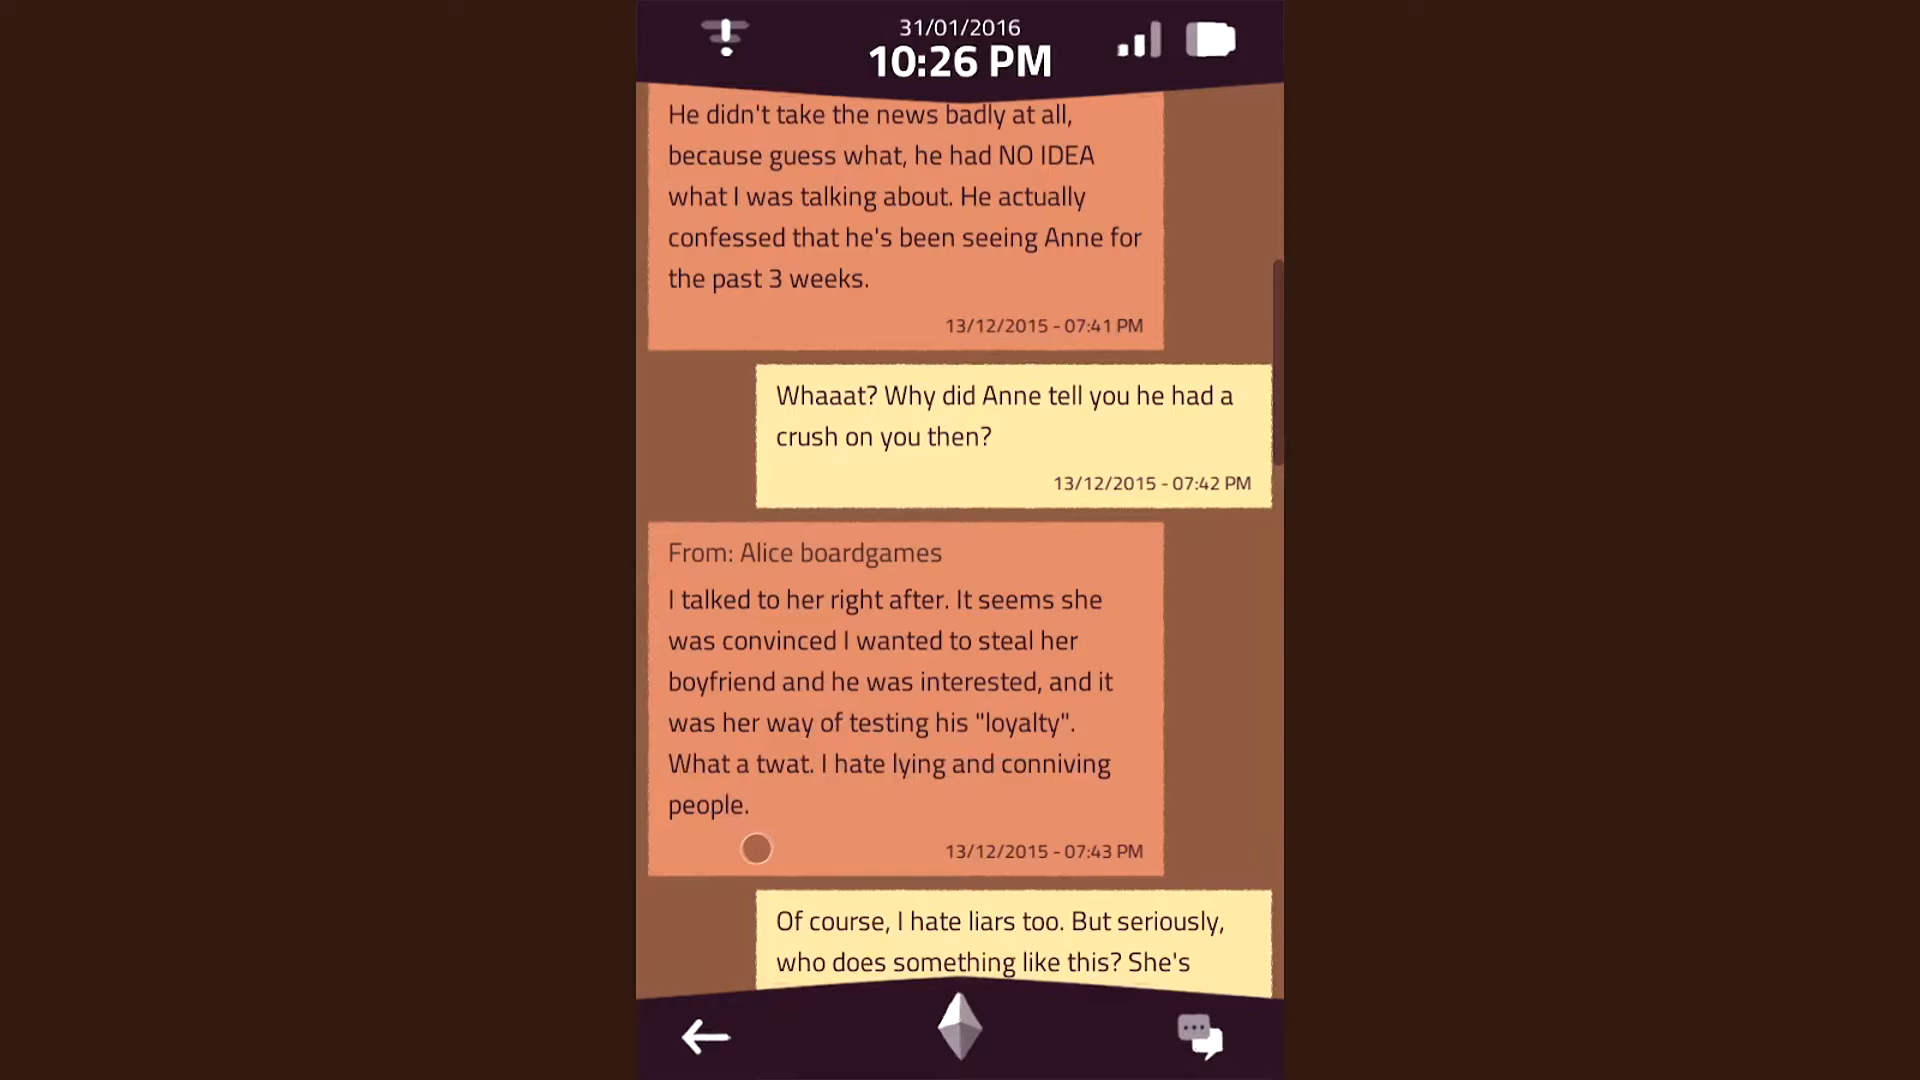 31/01/2016
10:26 PM
He didn't take the news badly at all,
because guess what, he had NO IDEA
what I was talking about. He actually
confessed that he's been seeing Anne for
the past 3 weeks.
13/12/2015 - 07:41 PM
Whaaat? Why did Anne tell you he had a
crush on you then?
13/12/2015 - 07:42 PM
From: Alice boardgames
I talked to her right after. It seems she
was convinced I wanted to steal her
boyfriend and he was interested, and it
was her way of testing his "loyalty".
What a twat. I hate lying and conniving
people.
13/12/2015 - 07:43 PM
Of course, I hate liars too. But seriously,
who does something like this? She's